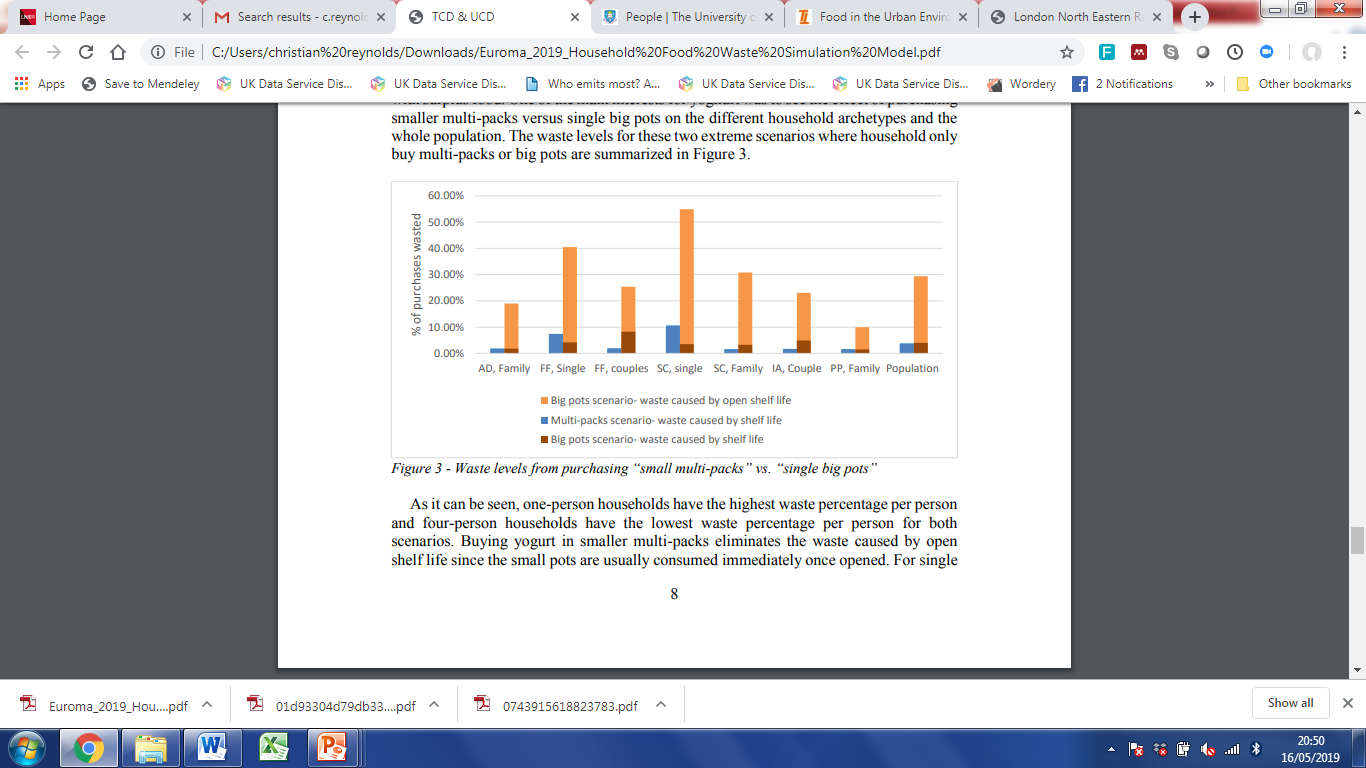 Home Page
Search results - c.reynolc
TCD & UCD
People | The University c
Food in the Urban Enviro
London North Eastern R
File C:/Users/christian%20reynolds/Downloads/Euroma_2019_Household%20Food%20Waste%20Simulation%20Model.pdf
Apps Save to Mendeley UK Data Service Dis... UK Data Service Dis... Who emits most? A... UK Data Service Dis... UK Data Service Dis... Wordery 2 Notifications » Other bookmarks
smaller multi-packs versus single big pots on the different household archetypes and the
whole population. The waste levels for these two extreme scenarios where household only
buy multi-packs or big pots are summarized in Figure 3.
% of purchases wasted
60.00%
50.00%
40.00%
30.00%
20.00%
10.00%
0.00%
AD, Family FF, Single FF, couples SC, single SC, Family IA, Couple PP, Family Population
Big pots scenario- waste caused by open shelf life
Multi-packs scenario- waste caused by shelf life
Big pots scenario- waste caused by shelf life
Figure 3 - Waste levels from purchasing “small multi-packs” vs. “single big pots”
As it can be seen, one-person households have the highest waste percentage per person
and four-person households have the lowest waste percentage per person for both
scenarios. Buying yogurt in smaller multi-packs eliminates the waste caused by open
shelf life since the small pots are usually consumed immediately once opened. For single
8
Euroma_2019_Hou....pdf
01d93304d79db33....pdf
0743915618823783.pdf
Show all
20:50
16/05/2019